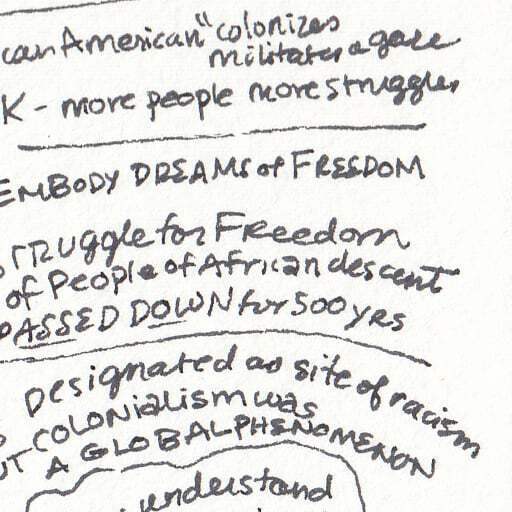 can American" colonizes
militates a gaze
K - more people more struggles
EMBODY DREAMS of FREEDOM
STRUggle foR FReedom
of People of African descent
PASSED DOWN for 500 yRS
Designated as site of racism
COLONialism was
UT A GLOBAL PHENOMENON
understand